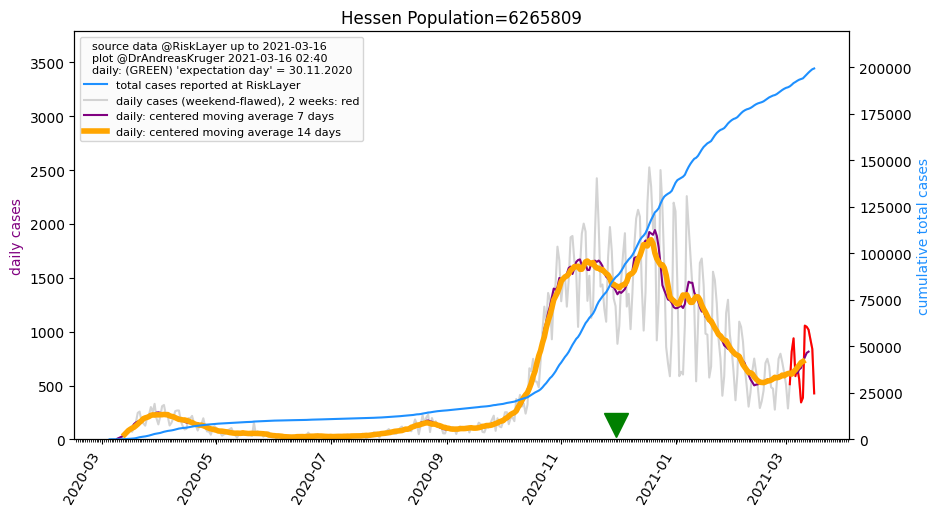 Hessen Population=6265809
source data @RiskLayer up to 2021-03-16
plot @DrAndreasKruger 2021-03-16 02:40
daily: (GREEN) 'expectation day' = 30.11.2020
total cases reported at RiskLayer
daily cases (weekend-flawed), 2 weeks: red
daily: centered moving average 7 days
daily: centered moving average 14 days
daily cases
3500
3000
2500
2000
1500
1000
500
0
200000
175000
150000
125000
100000
75000
50000
25000
0
cumulative total cases
2020-03
2020-05
2020-07
2020-09
2020-11
2021-01
2021-03